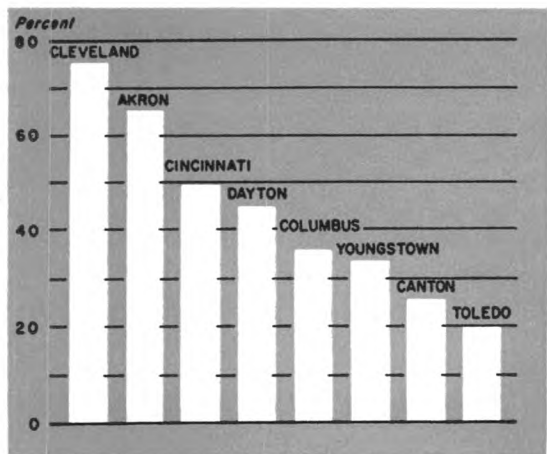 Percent
80
CLEVELAND
AKRON
60
CINCINNATI
DAYTON
40
COLUMBUS
YOUNGSTOWN
CANTON
20
TOLEDO
0